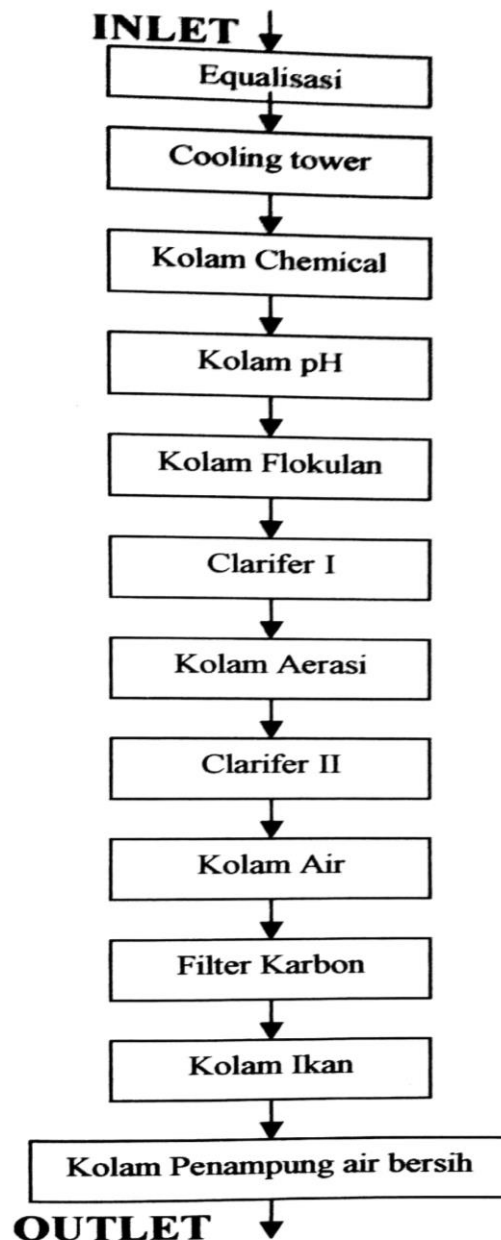 INLET
Equalisasi
Cooling tower
Kolam Chemical
Kolam pH
Kolam Flokulan
Clarifer I
Kolam Aerasi
Clarifer II
Kolam Air
Filter Karbon
Kolam Ikan
Kolam Penampung air bersih
OUTLET